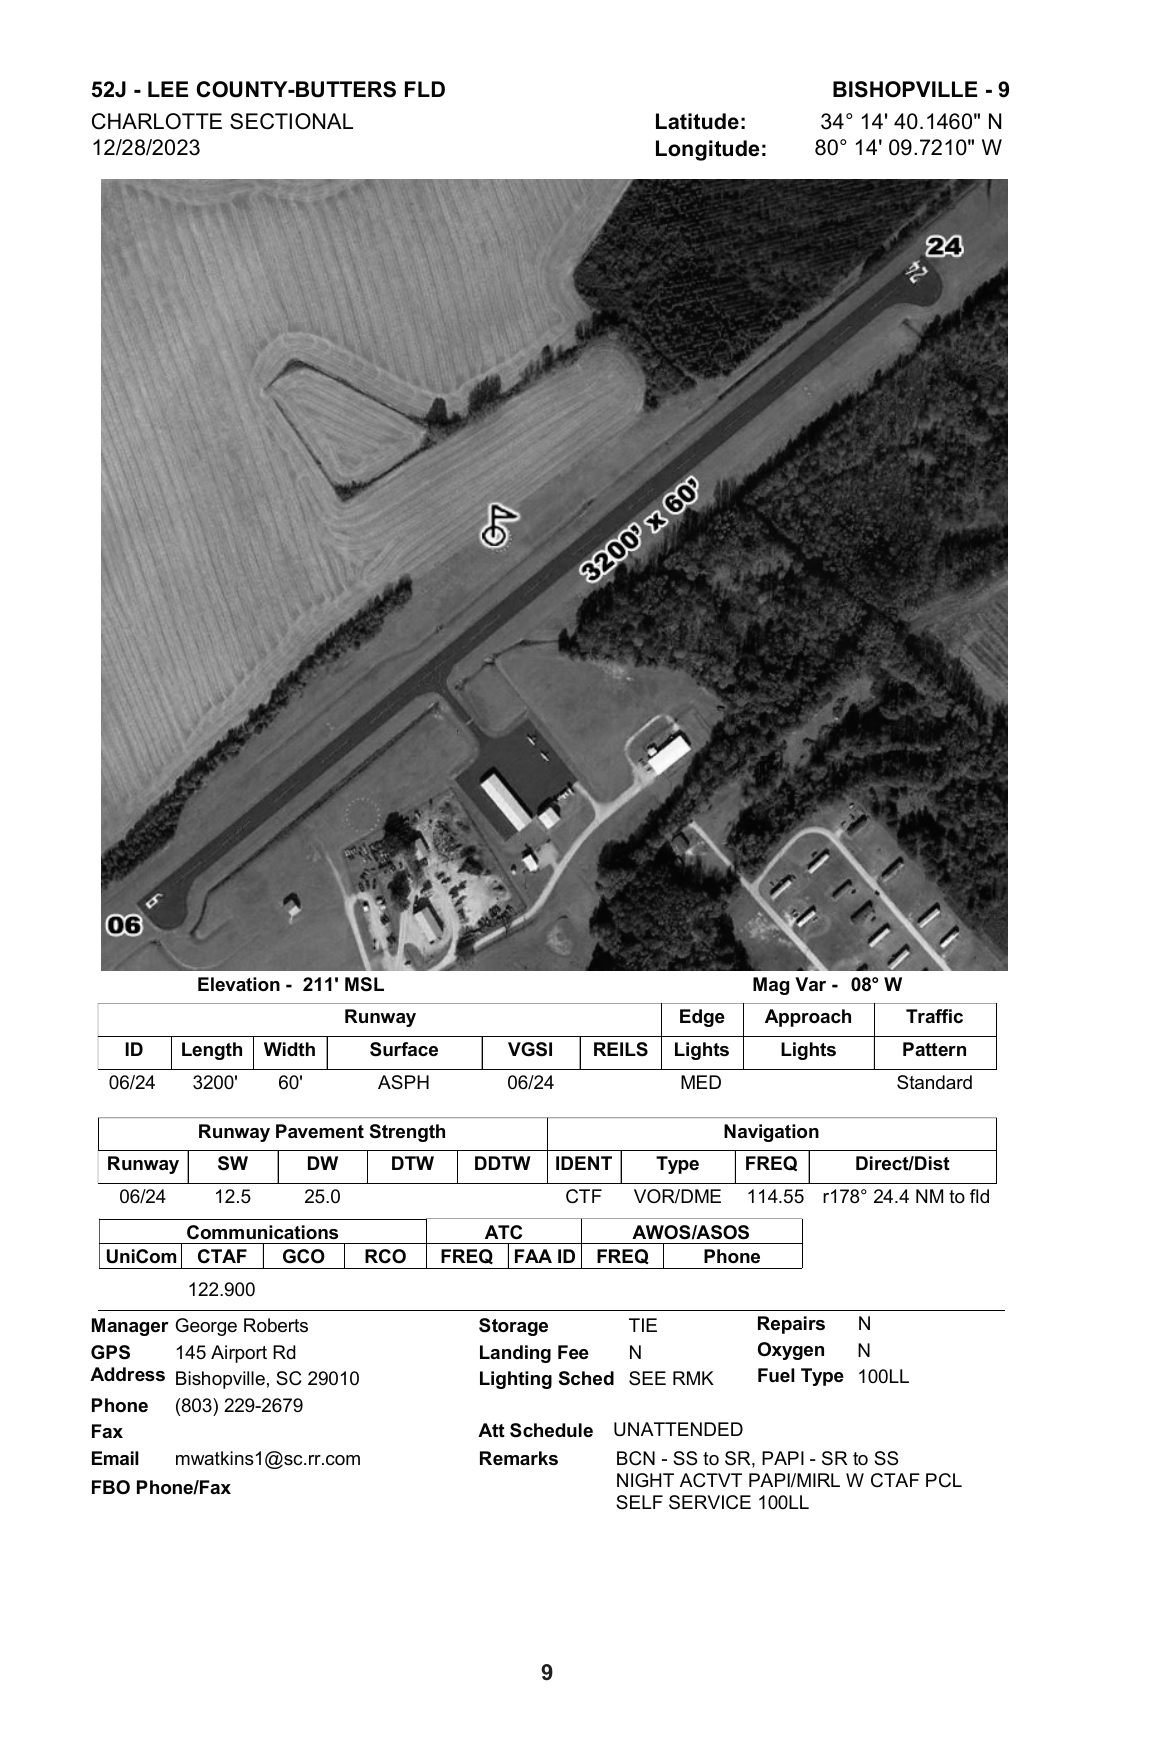 52J - LEE COUNTY-BUTTERS FLD BISHOPVILLE - 9
CHARLOTTE SECTIONAL Latitude: 34° 14' 40.1460" N
12/28/2023 Longitude: 80° 14' 09.7210" W
24
24
3200' x 60'
6
06
Elevation - 211' MSL Mag Var - 08° W
Runway Edge Approach Traffic
ID Length Width Surface VGSI REILS Lights Lights Pattern
06/24 3200' 60' ASPH 06/24 MED Standard
Runway Pavement Strength Navigation
Runway SW DW DTW DDTW IDENT Type FREQ Direct/Dist
06/24 12.5 25.0 CTF VOR/DME 114.55 r178° 24.4 NM to fld
Communications ATC AWOS/ASOS
UniCom CTAF GCO RCO FREQ FAA ID FREQ Phone
122.900
Manager George Roberts Storage TIE Repairs N
GPS 145 Airport Rd Landing Fee N Oxygen N
Address Bishopville, SC 29010 Lighting Sched SEE RMK Fuel Type 100LL
Phone (803) 229-2679
Fax Att Schedule UNATTENDED
Email mwatkins1@sc.rr.com Remarks BCN - SS to SR, PAPI - SR to SS
FBO Phone/Fax NIGHT ACTVT PAPI/MIRL W CTAF PCL
SELF SERVICE 100LL
9